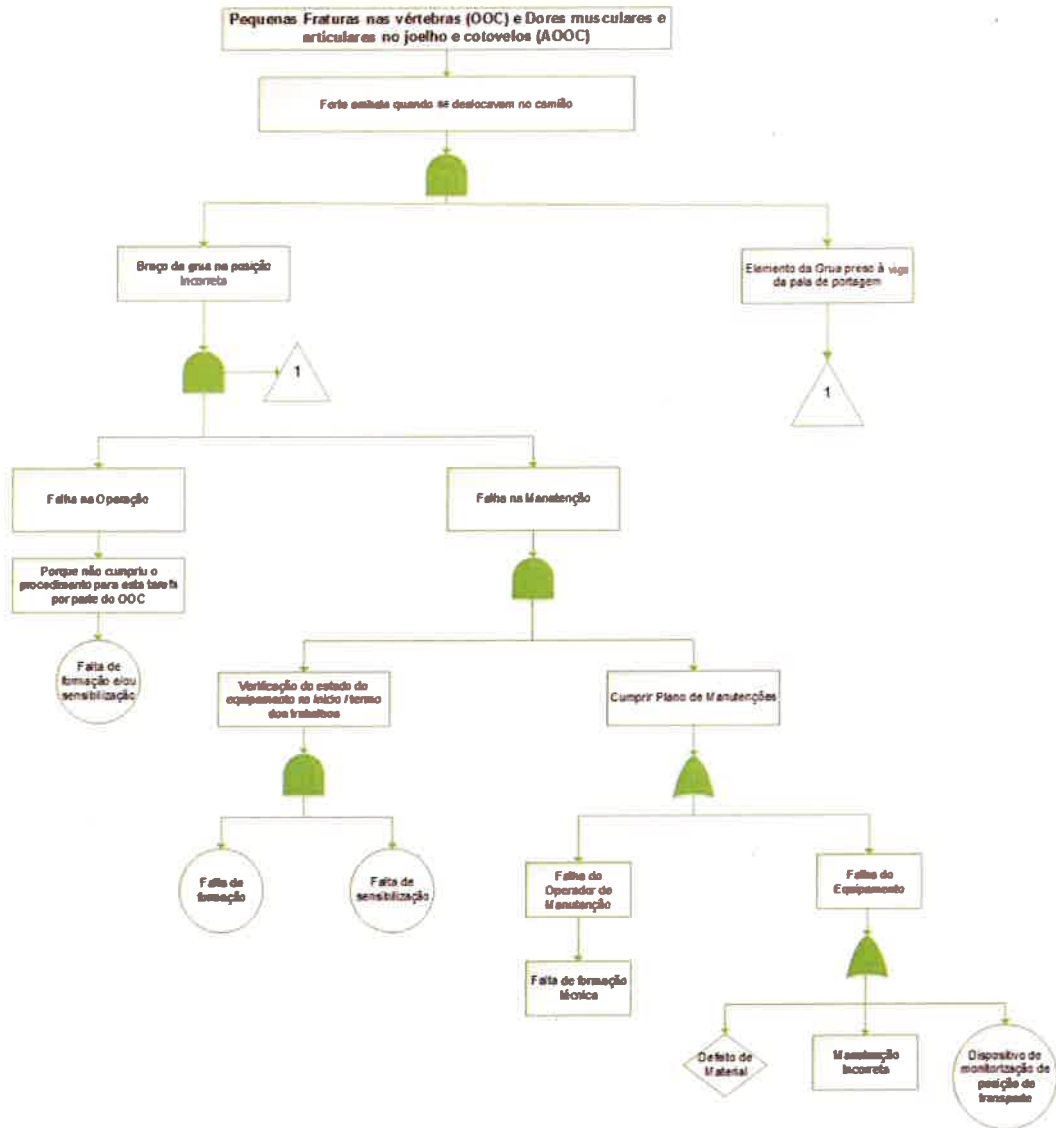 Pequenas Fraturas nas vértebras (OOC) e Dores musculares e
articulares no joelho e cotovelos (AOOC)
Forte embate quando se deslocavam no camião
Braço da grua na posição
Incorreta
Elemento da Grua preso à viga
da pala de portagem
1
1
Falha na Operação
Falha na Manutenção
Porque não cumpriu o
procedimento para esta tarefa
por parte do OOC
Falta de
formação e/ou
sensibilização
Verificação do estado do
equipamento no início / termo
dos trabalhos
Cumprir Plano de Manutenções
Falta de
formação
Falta de
sensibilização
Falha do
Operador de
Manutenção
Falha do
Equipamento
Falta de formação
técnica
Defeito de
Material
Manutenção
Incorreta
Dispositivo de
monitorização de
posição de
transporte